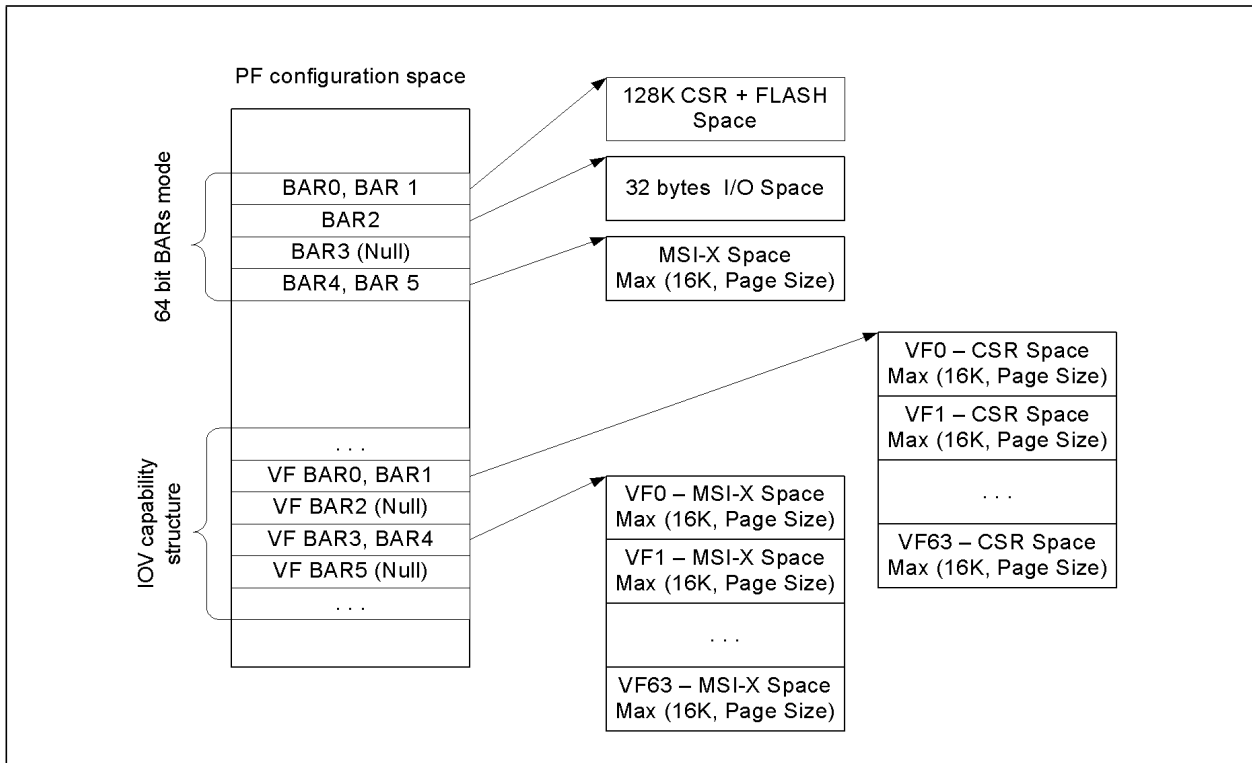 PF configuration space
64 bit BARs mode
BAR0, BAR 1
BAR2
BAR3 (Null)
BAR4, BAR 5
128K CSR + FLASH
Space
32 bytes I/O Space
MSI-X Space
Max (16K, Page Size)
IOV capability
structure
. . .
VF BAR0, BAR1
VF BAR2 (Null)
VF BAR3, BAR4
VF BAR5 (Null)
. . .
VF0 – MSI-X Space
Max (16K, Page Size)
VF1 – MSI-X Space
Max (16K, Page Size)
. . .
VF63 – MSI-X Space
Max (16K, Page Size)
VF0 – CSR Space
Max (16K, Page Size)
VF1 – CSR Space
Max (16K, Page Size)
. . .
VF63 – CSR Space
Max (16K, Page Size)